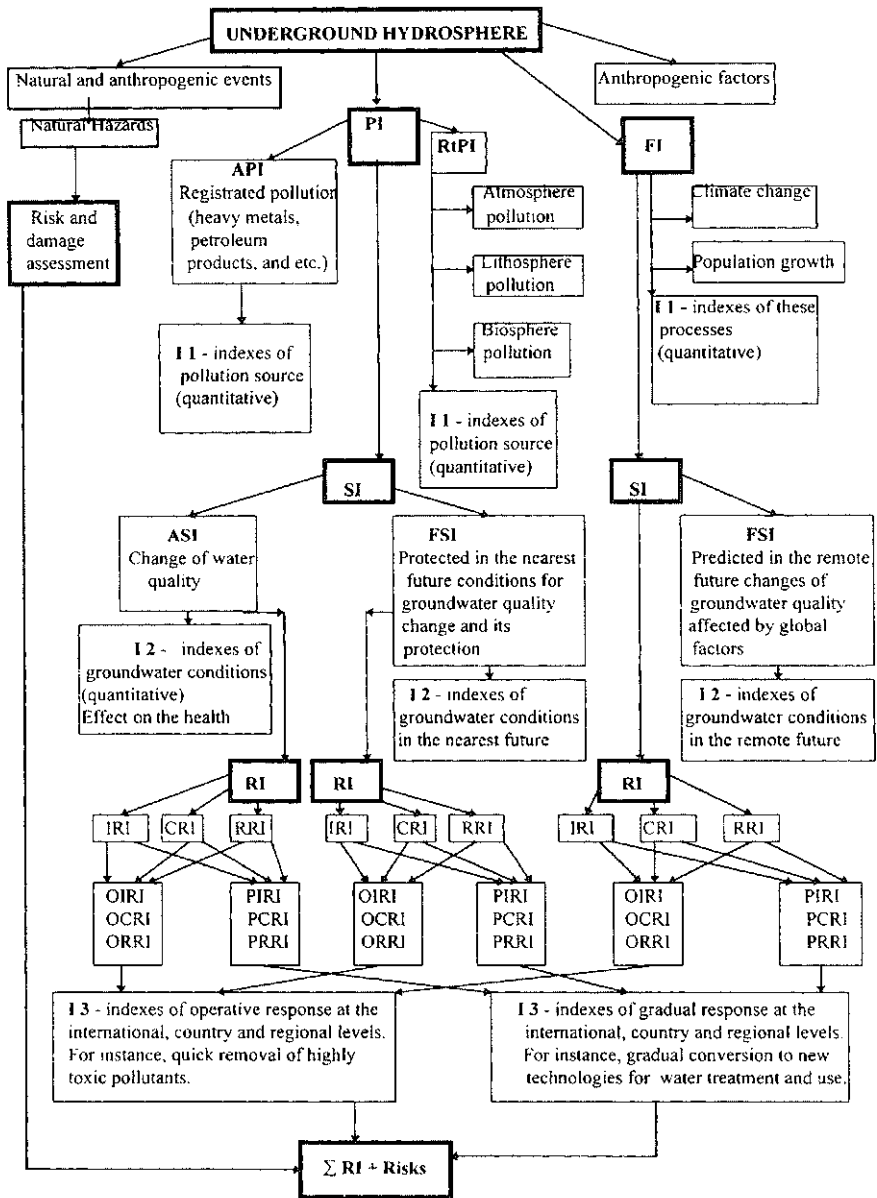 UNDERGROUND HYDROSPHERE
Natural and anthropogenic events
Anthropogenic factors
Natural Hazards
PI
RtPI
FI
API
Registrated pollution
(heavy metals,
petroleum
products, and etc.)
Atmosphere
pollution
Climate change
Risk and
damage
assessment
Lithosphere
pollution
Population growth
I 1 - indexes of these
processes
(quantitative)
Biosphere
pollution
I 1 - indexes of
pollution source
(quantitative)
I 1 - indexes of
pollution source
(quantitative)
SI
SI
ASI
Change of water
quality
FSI
Protected in the nearest
future conditions for
groundwater quality
change and its
protection
FSI
Predicted in the remote
future changes of
groundwater quality
affected by global
factors
I 2 - indexes of
groundwater conditions
(quantitative)
Effect on the health
I 2 - indexes of
groundwater conditions
in the nearest future
I 2 - indexes of
groundwater conditions
in the remote future
RI
RI
RI
IRI
CRI
RRI
IRI
CRI
RRI
IRI
CRI
RRI
OIRI
OCRI
ORRI
PIRI
PCRI
PRRI
OIRI
OCRI
ORRI
PIRI
PCRI
PRRI
OIRI
OCRI
ORRI
PIRI
PCRI
PRRI
I 3 - indexes of operative response at the
international, country and regional levels.
For instance, quick removal of highly
toxic pollutants.
I 3 - indexes of gradual response at the
international, country and regional levels.
For instance, gradual conversion to new
technologies for water treatment and use.
∑ RI + Risks